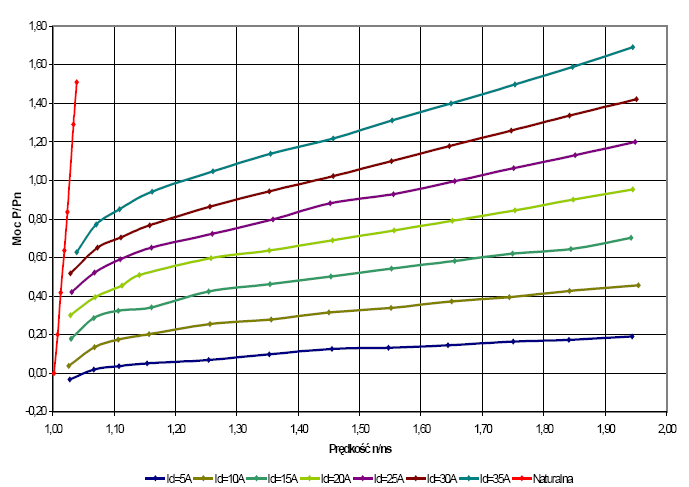 1,80
1,60
1,40
1,20
1,00
0,80
0,60
0,40
0,20
0,00
-0,20
Moc P/Pn
1,00 1,10 1,20 1,30 1,40 1,50 1,60 1,70 1,80 1,90 2,00
Prędkość n/ns
Id=5A Id=10A Id=15A Id=20A Id=25A Id=30A Id=35A Naturalna